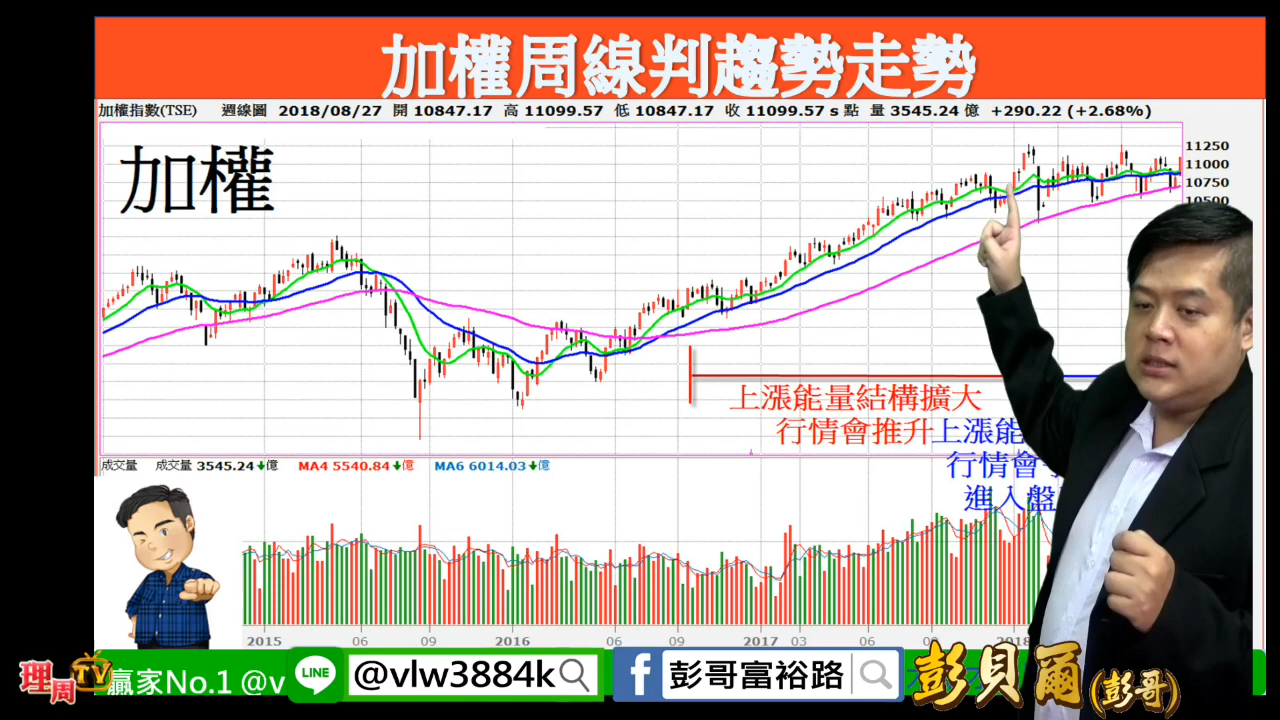 加權周線判趨勢走勢
加權指數(TSE) 週線圖 2018/08/27 開 10847.17 高 11099.57 低 10847.17 收 11099.57 s 點 量 3545.24 億 +290.22 (+2.68%)
加權
11250
11000
10750
10500
上漲能量結構擴大
行情會推升
上漲能
行情會
進入盤
成交量 成交量 3545.24↓億 MA4 5540.84↓億 MA6 6014.03↓億
2015 06 09 2016 06 09 2017 03 06 09 2018
理周TV
贏家No.1 @v
LINE @vlw3884k
f 彭哥富裕路
彭貝爾(彭哥)